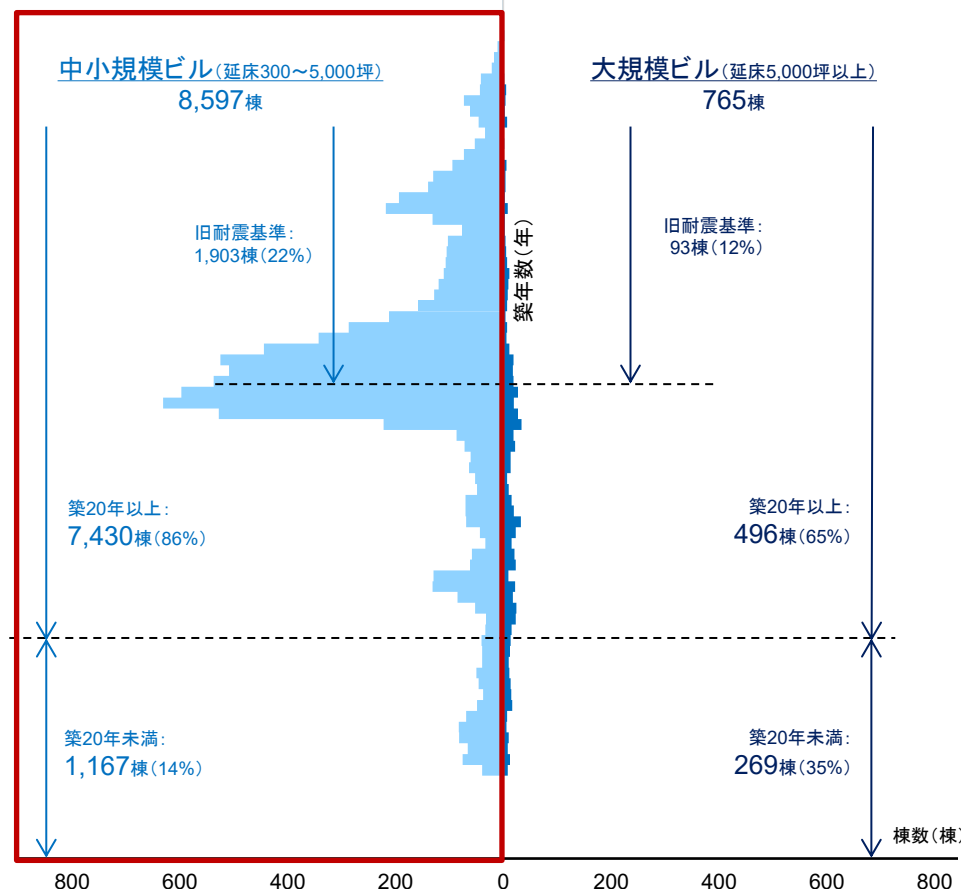 中小規模ビル(延床300～5,000坪)
8,597棟
大規模ビル(延床5,000坪以上)
765棟
旧耐震基準:
1,903棟(22%)
築年数(年)
旧耐震基準:
93棟(12%)
築20年以上:
7,430棟(86%)
築20年以上:
496棟(65%)
築20年未満:
1,167棟(14%)
築20年未満:
269棟(35%)
棟数(棟)
800 600 400 200 0 200 400 600 800